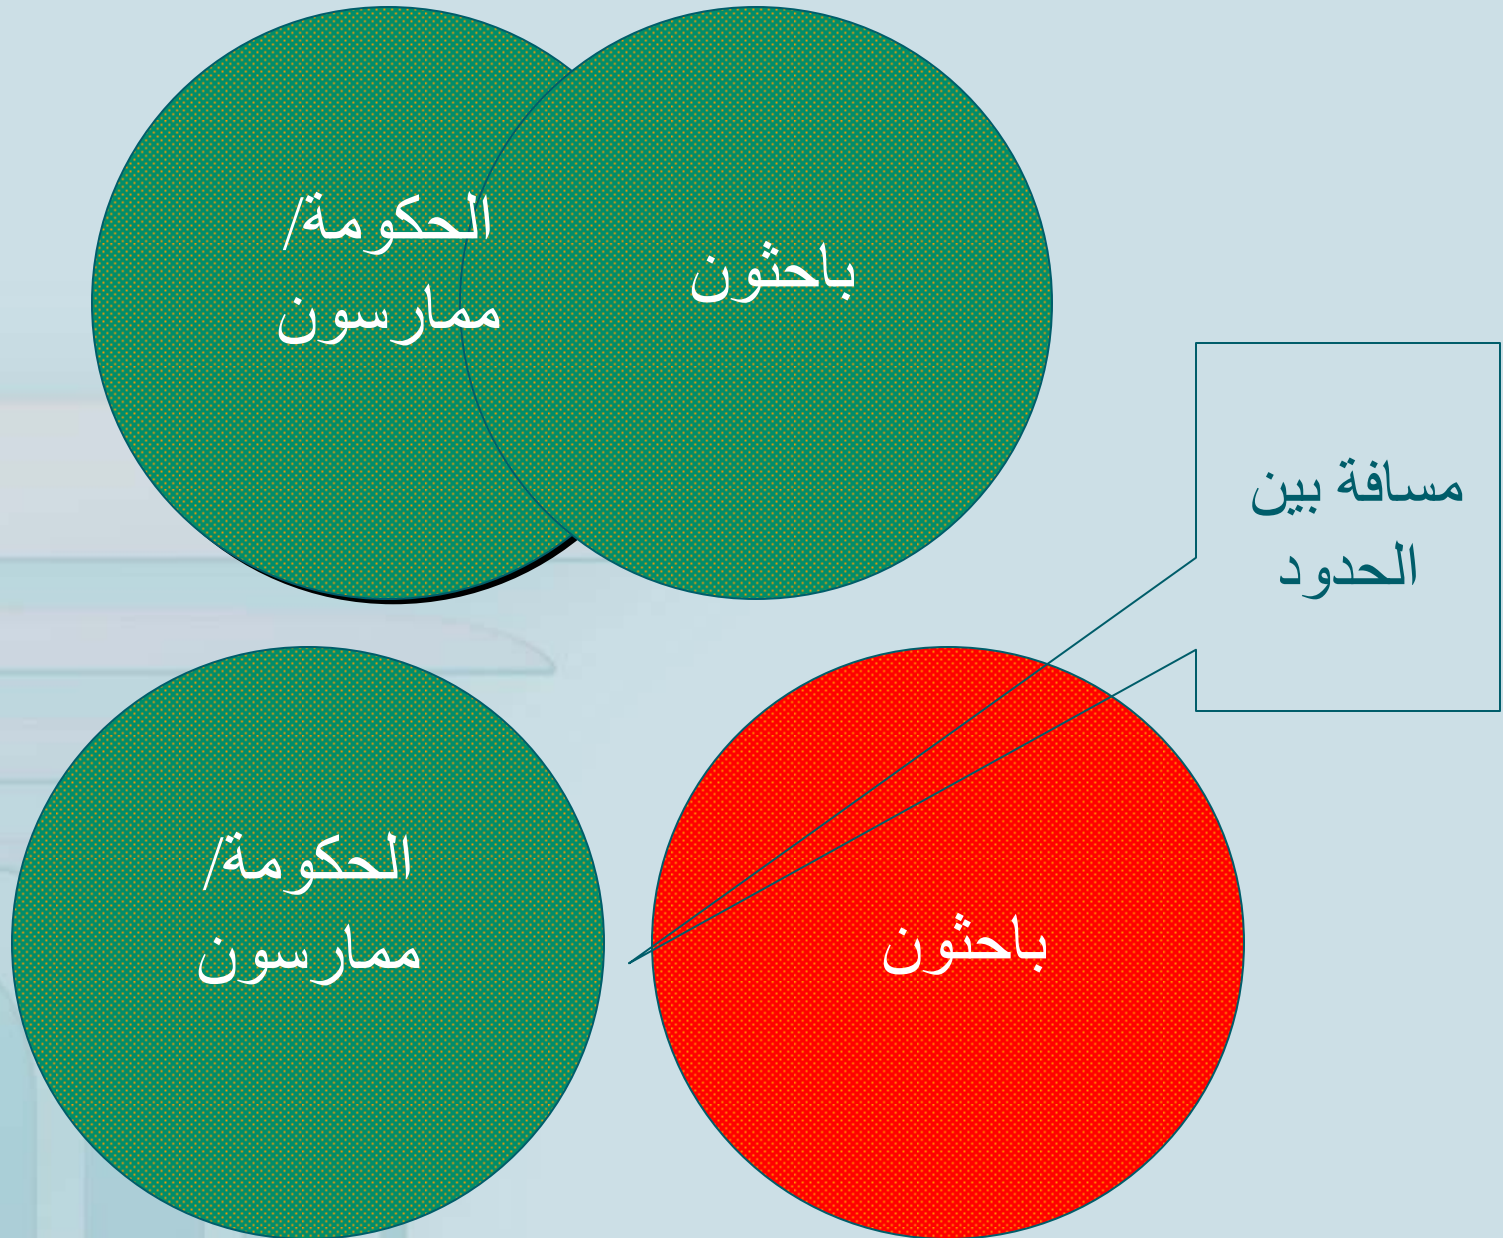 الحكومة/
ممارسون
باحثون
مسافة بين
الحدود
الحكومة/
ممارسون
باحثون